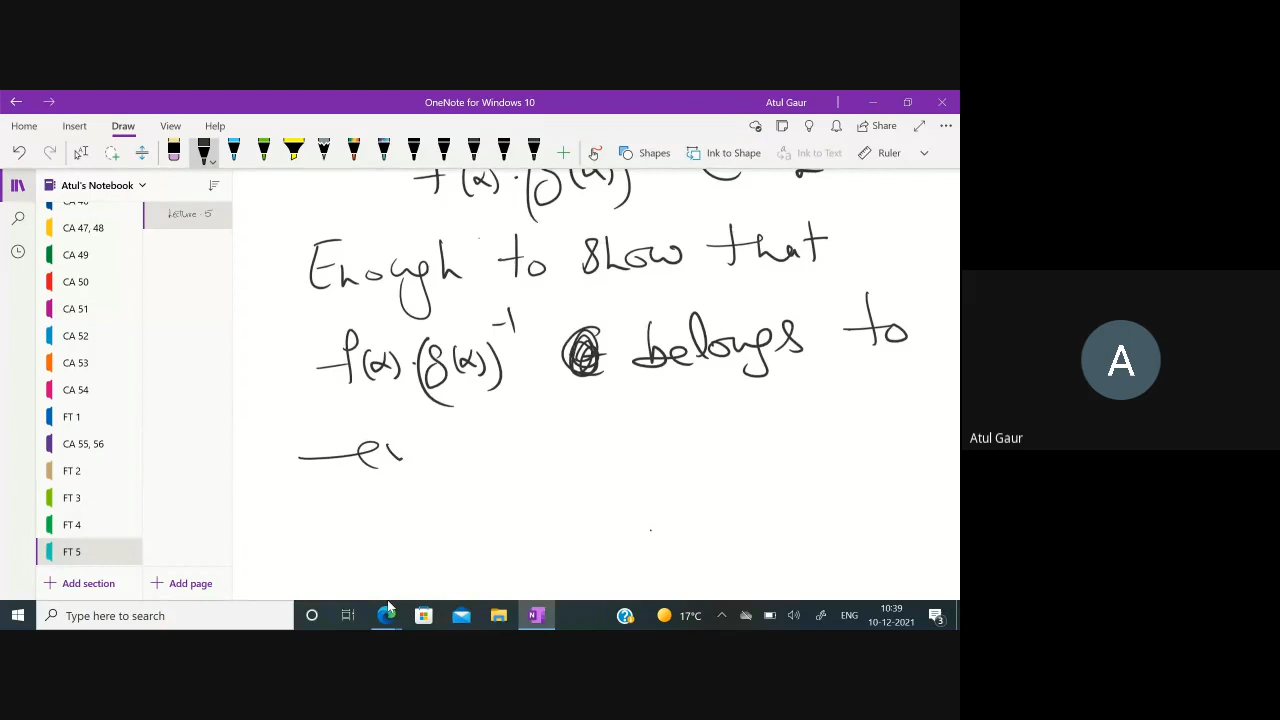 OneNote for Windows 10
Atul Gaur
Home Insert Draw View Help
Share
Shapes Ink to Shape Ink to Text Ruler
Atul's Notebook
CA 46
CA 47, 48
CA 49
CA 50
CA 51
CA 52
CA 53
CA 54
FT 1
CA 55, 56
FT 2
FT 3
FT 4
FT 5
Add section
Add page
Lecture - 5
f(α)·(g(α))
Enough to show that
f(α)·(g(α))⁻¹ belongs to
A
Atul Gaur
Type here to search
17°C
ENG
10:39
10-12-2021
3